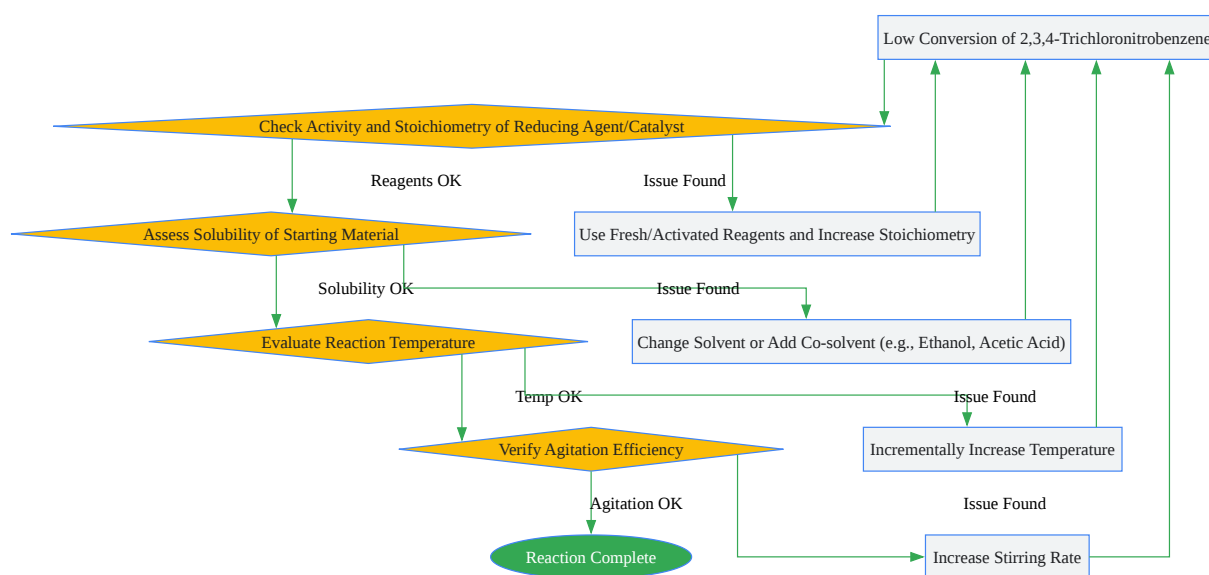 Low Conversion of 2,3,4-Trichloronitrobenzene
Check Activity and Stoichiometry of Reducing Agent/Catalyst
Reagents OK
Issue Found
Assess Solubility of Starting Material
Use Fresh/Activated Reagents and Increase Stoichiometry
Solubility OK
Issue Found
Evaluate Reaction Temperature
Change Solvent or Add Co-solvent (e.g., Ethanol, Acetic Acid)
Temp OK
Issue Found
Verify Agitation Efficiency
Incrementally Increase Temperature
Agitation OK
Issue Found
Reaction Complete
Increase Stirring Rate